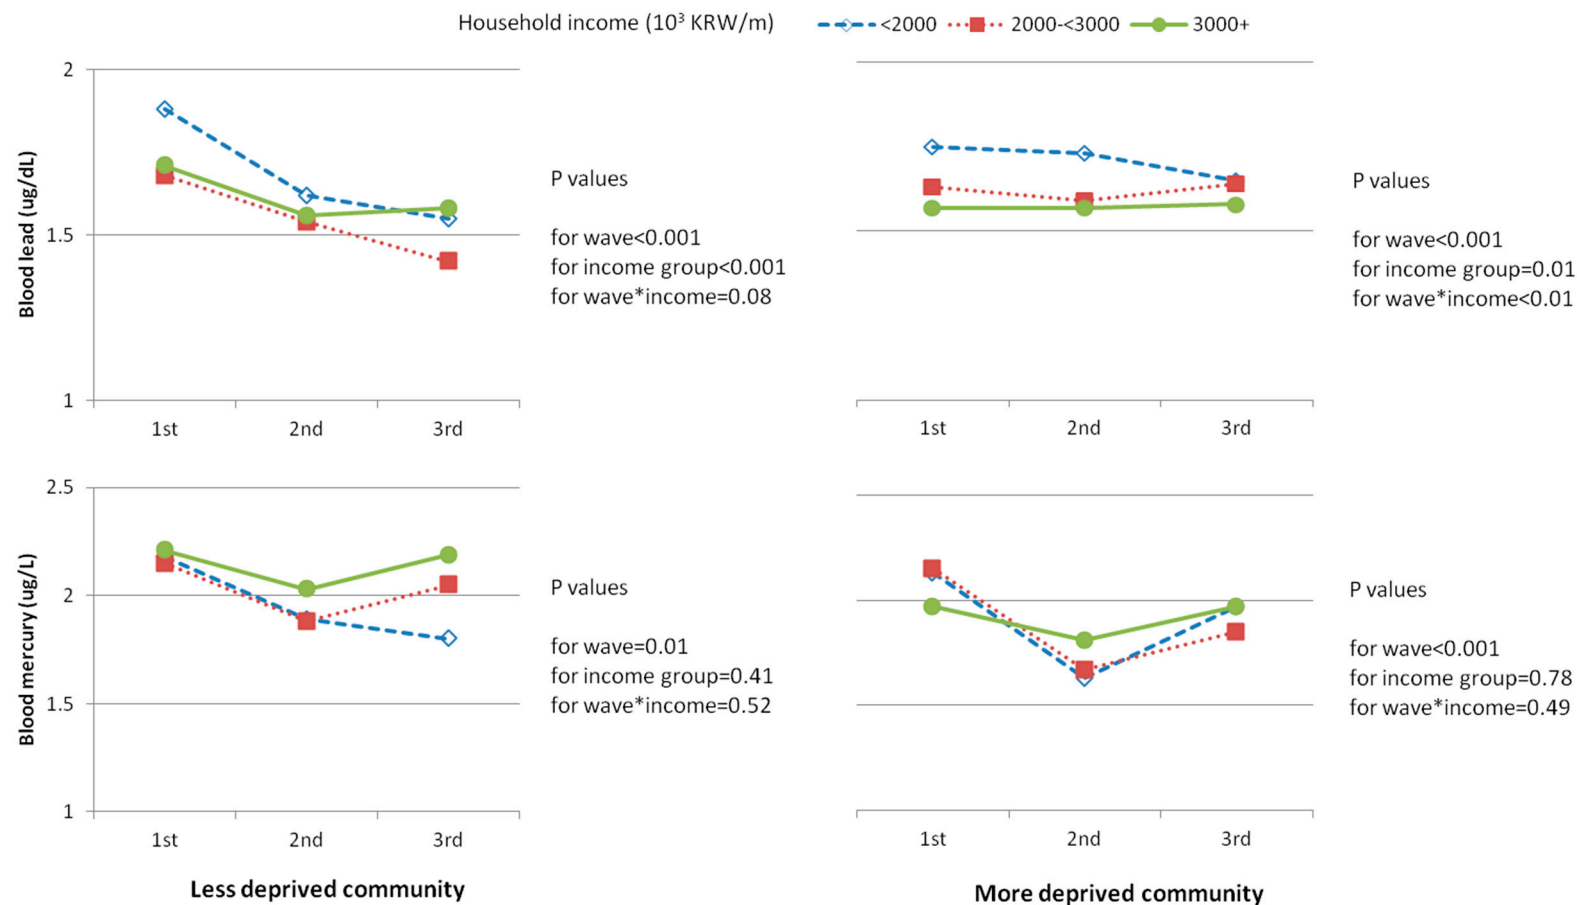 Household income (10³ KRW/m) <2000 2000-<3000 3000+
Blood lead (ug/dL)
2
1.5
1
1st 2nd 3rd
P values
for wave<0.001
for income group<0.001
for wave*income=0.08
1st 2nd 3rd
P values
for wave<0.001
for income group=0.01
for wave*income<0.01
Blood mercury (ug/L)
2.5
2
1.5
1
1st 2nd 3rd
P values
for wave=0.01
for income group=0.41
for wave*income=0.52
Less deprived community
1st 2nd 3rd
P values
for wave<0.001
for income group=0.78
for wave*income=0.49
More deprived community